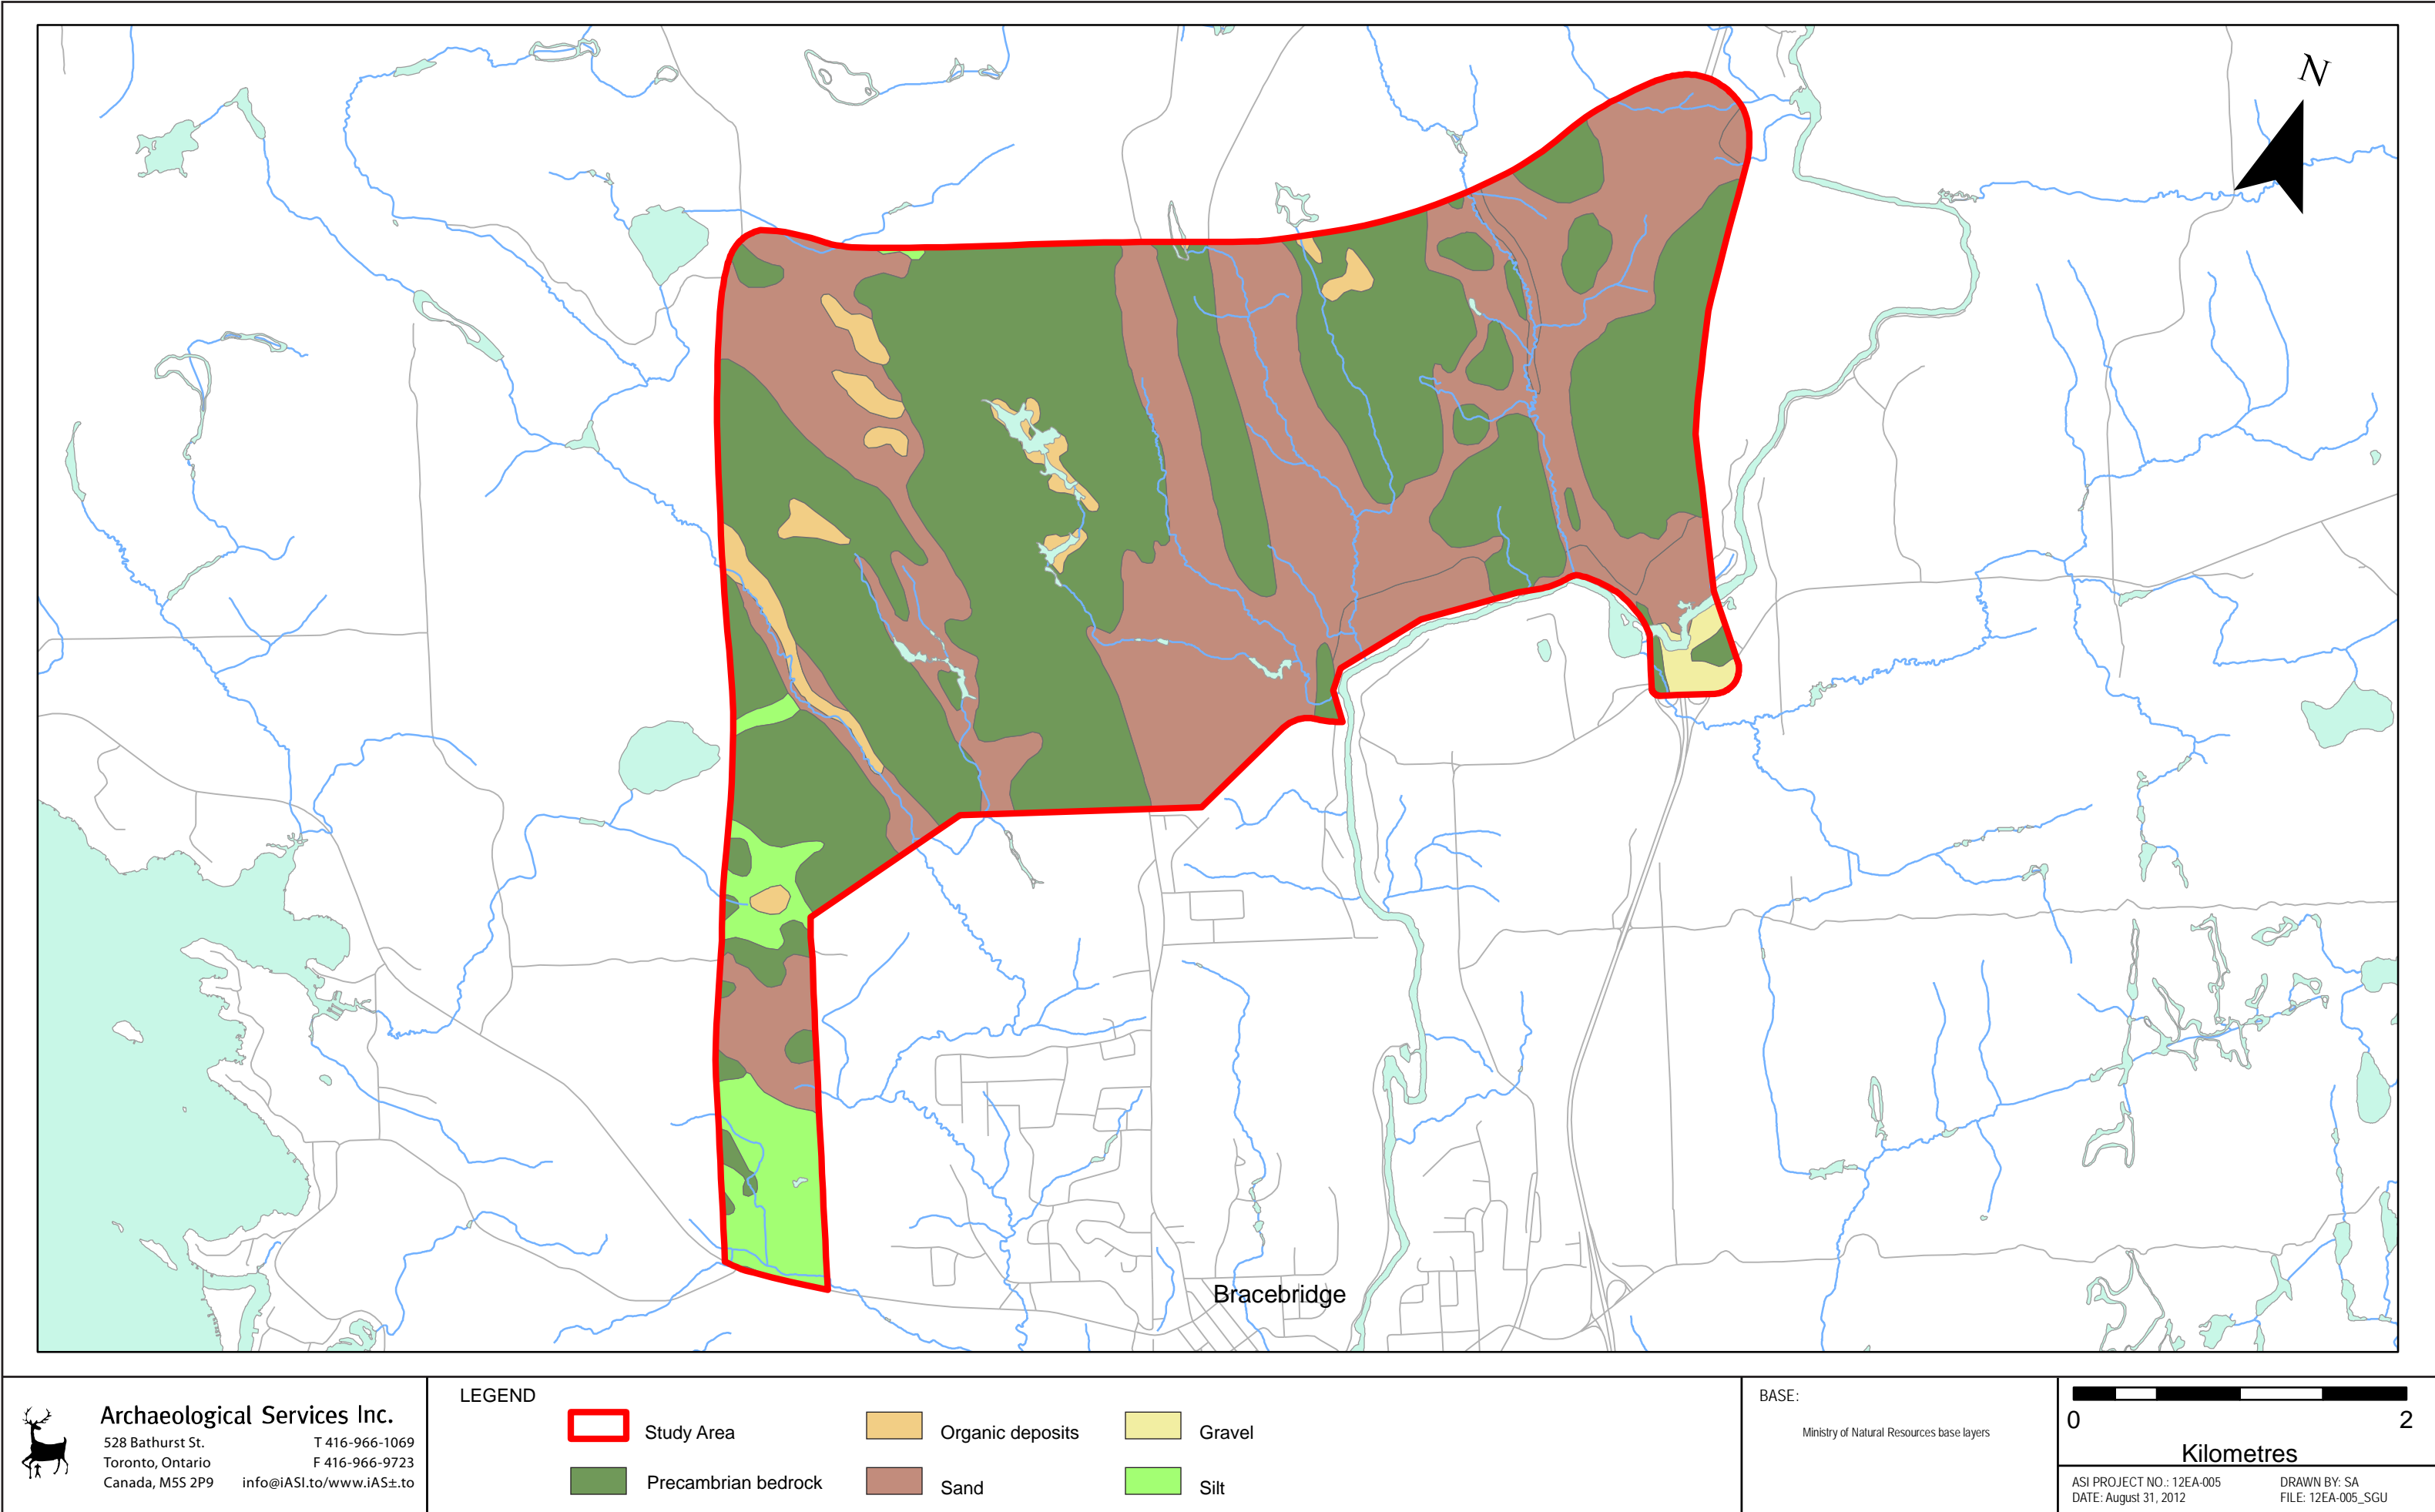 N
Bracebridge
Archaeological Services Inc.
528 Bathurst St. T 416-966-1069
Toronto, Ontario F 416-966-9723
Canada, M5S 2P9 info@iASI.to/www.iAS±.to
LEGEND
Study Area
Organic deposits
Gravel
Precambrian bedrock
Sand
Silt
BASE:
Ministry of Natural Resources base layers
0 2
Kilometres
ASI PROJECT NO.: 12EA-005 DRAWN BY: SA
DATE: August 31, 2012 FILE: 12EA-005_SGU